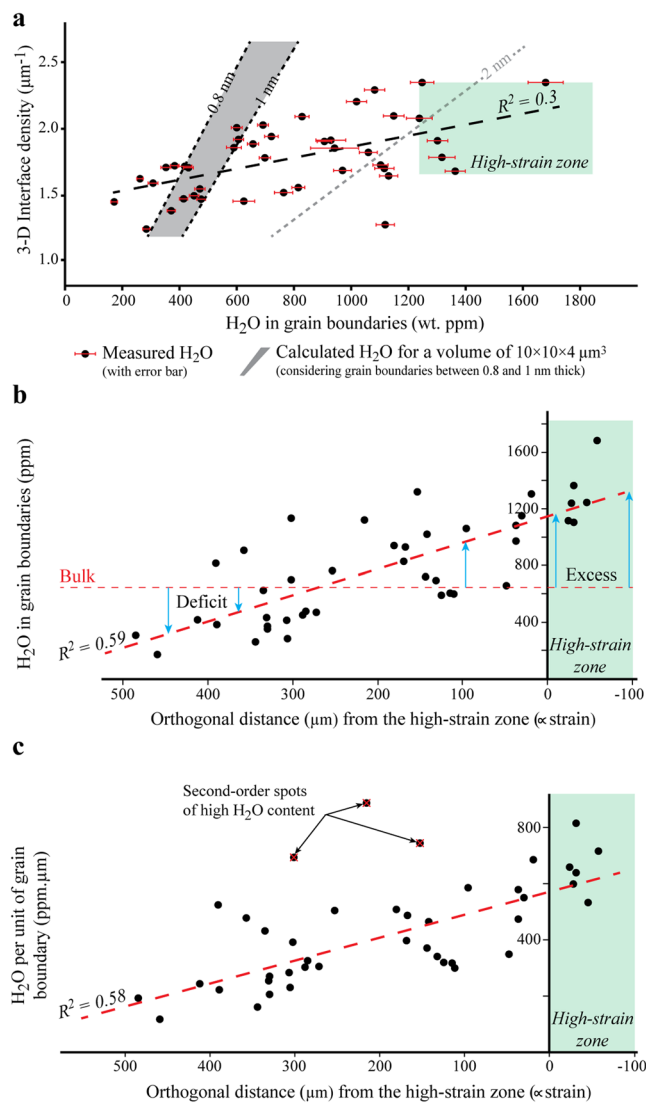 a
3-D Interface density (μm-1)
2.5
2.0
1.5
1.0
0.8 nm
1 nm
2 nm
R2 = 0.3
High-strain zone
0
200
400
600
800
1000
1200
1400
1600
1800
H2O in grain boundaries (wt. ppm)
Measured H2O
(with error bar)
Calculated H2O for a volume of 10×10×4 μm3
(considering grain boundaries between 0.8 and 1 nm thick)
b
H2O in grain boundaries (ppm)
1600
1200
800
400
Bulk
Deficit
Excess
R2 = 0.59
High-strain
zone
500
400
300
200
100
0
-100
Orthogonal distance (μm) from the high-strain zone (∝strain)
c
Second-order spots
of high H2O content
H2O per unit of grain
boundary (ppm.μm)
800
400
R2 = 0.58
High-strain
zone
500
400
300
200
100
0
-100
Orthogonal distance (μm) from the high-strain zone (∝strain)